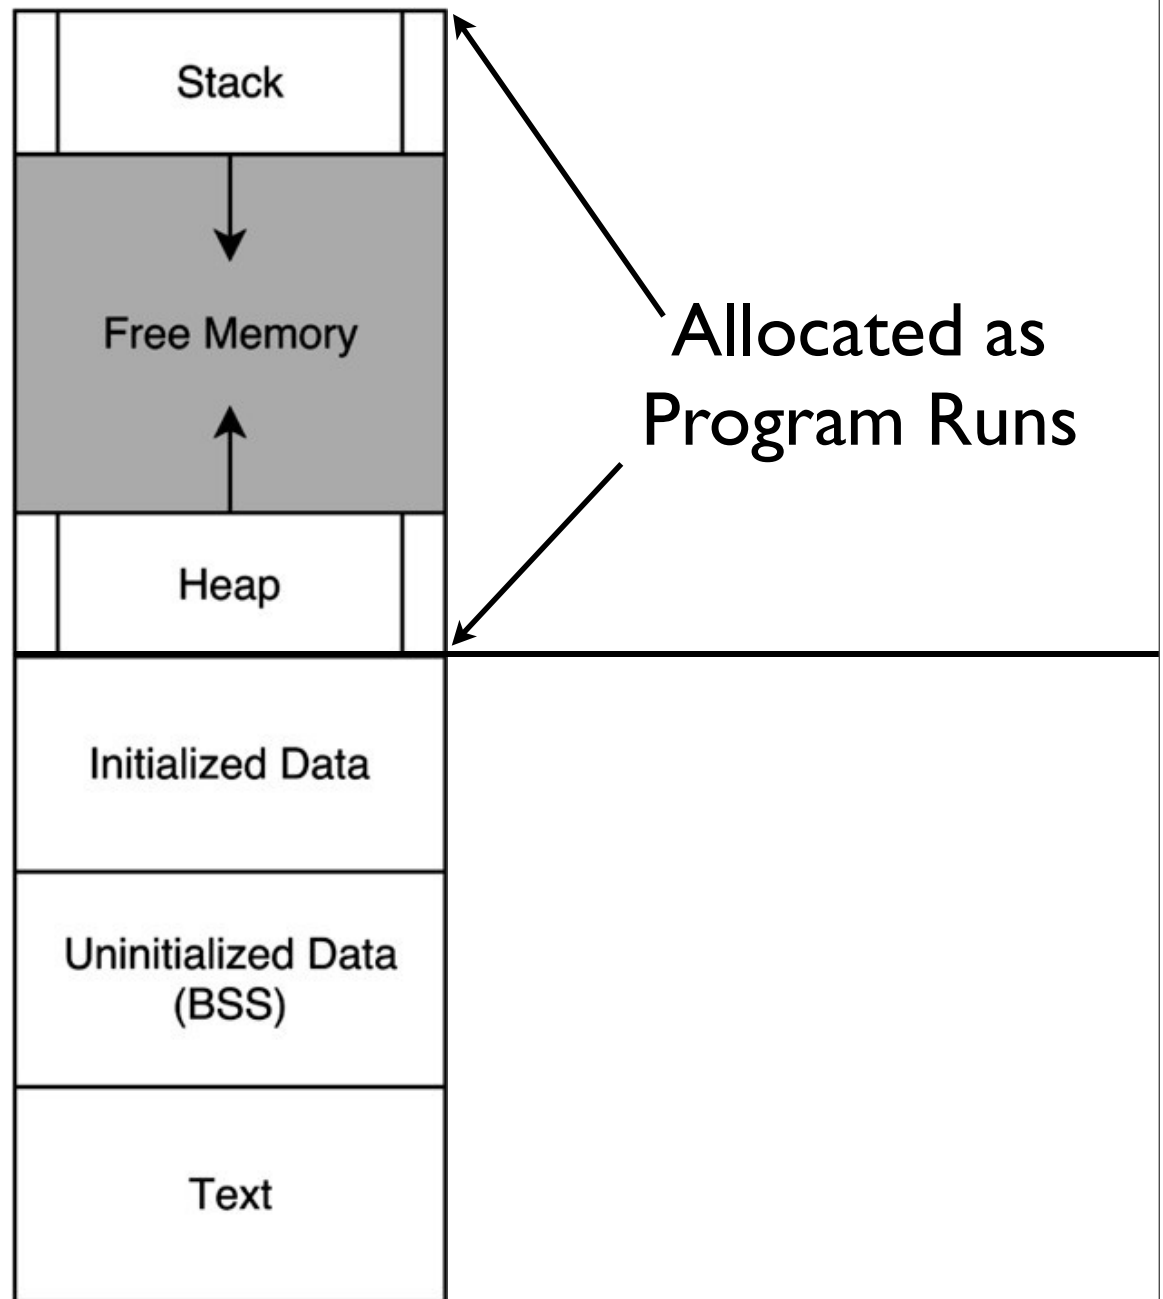 Stack
Free Memory
Allocated as
Program Runs
Heap
Initialized Data
Uninitialized Data
(BSS)
Text